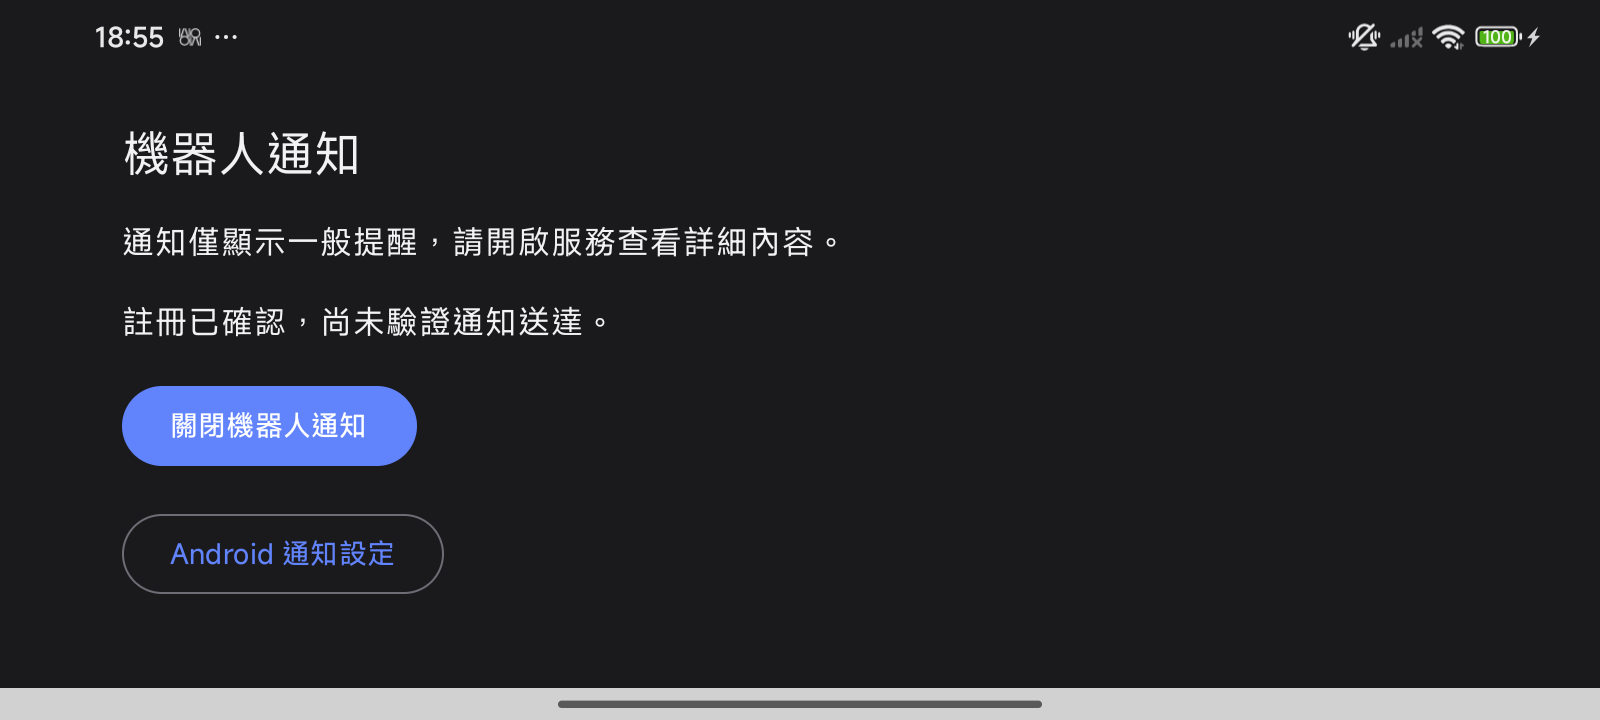 18:55
100
機器人通知
通知僅顯示一般提醒，請開啟服務查看詳細內容。
註冊已確認，尚未驗證通知送達。
關閉機器人通知
Android 通知設定